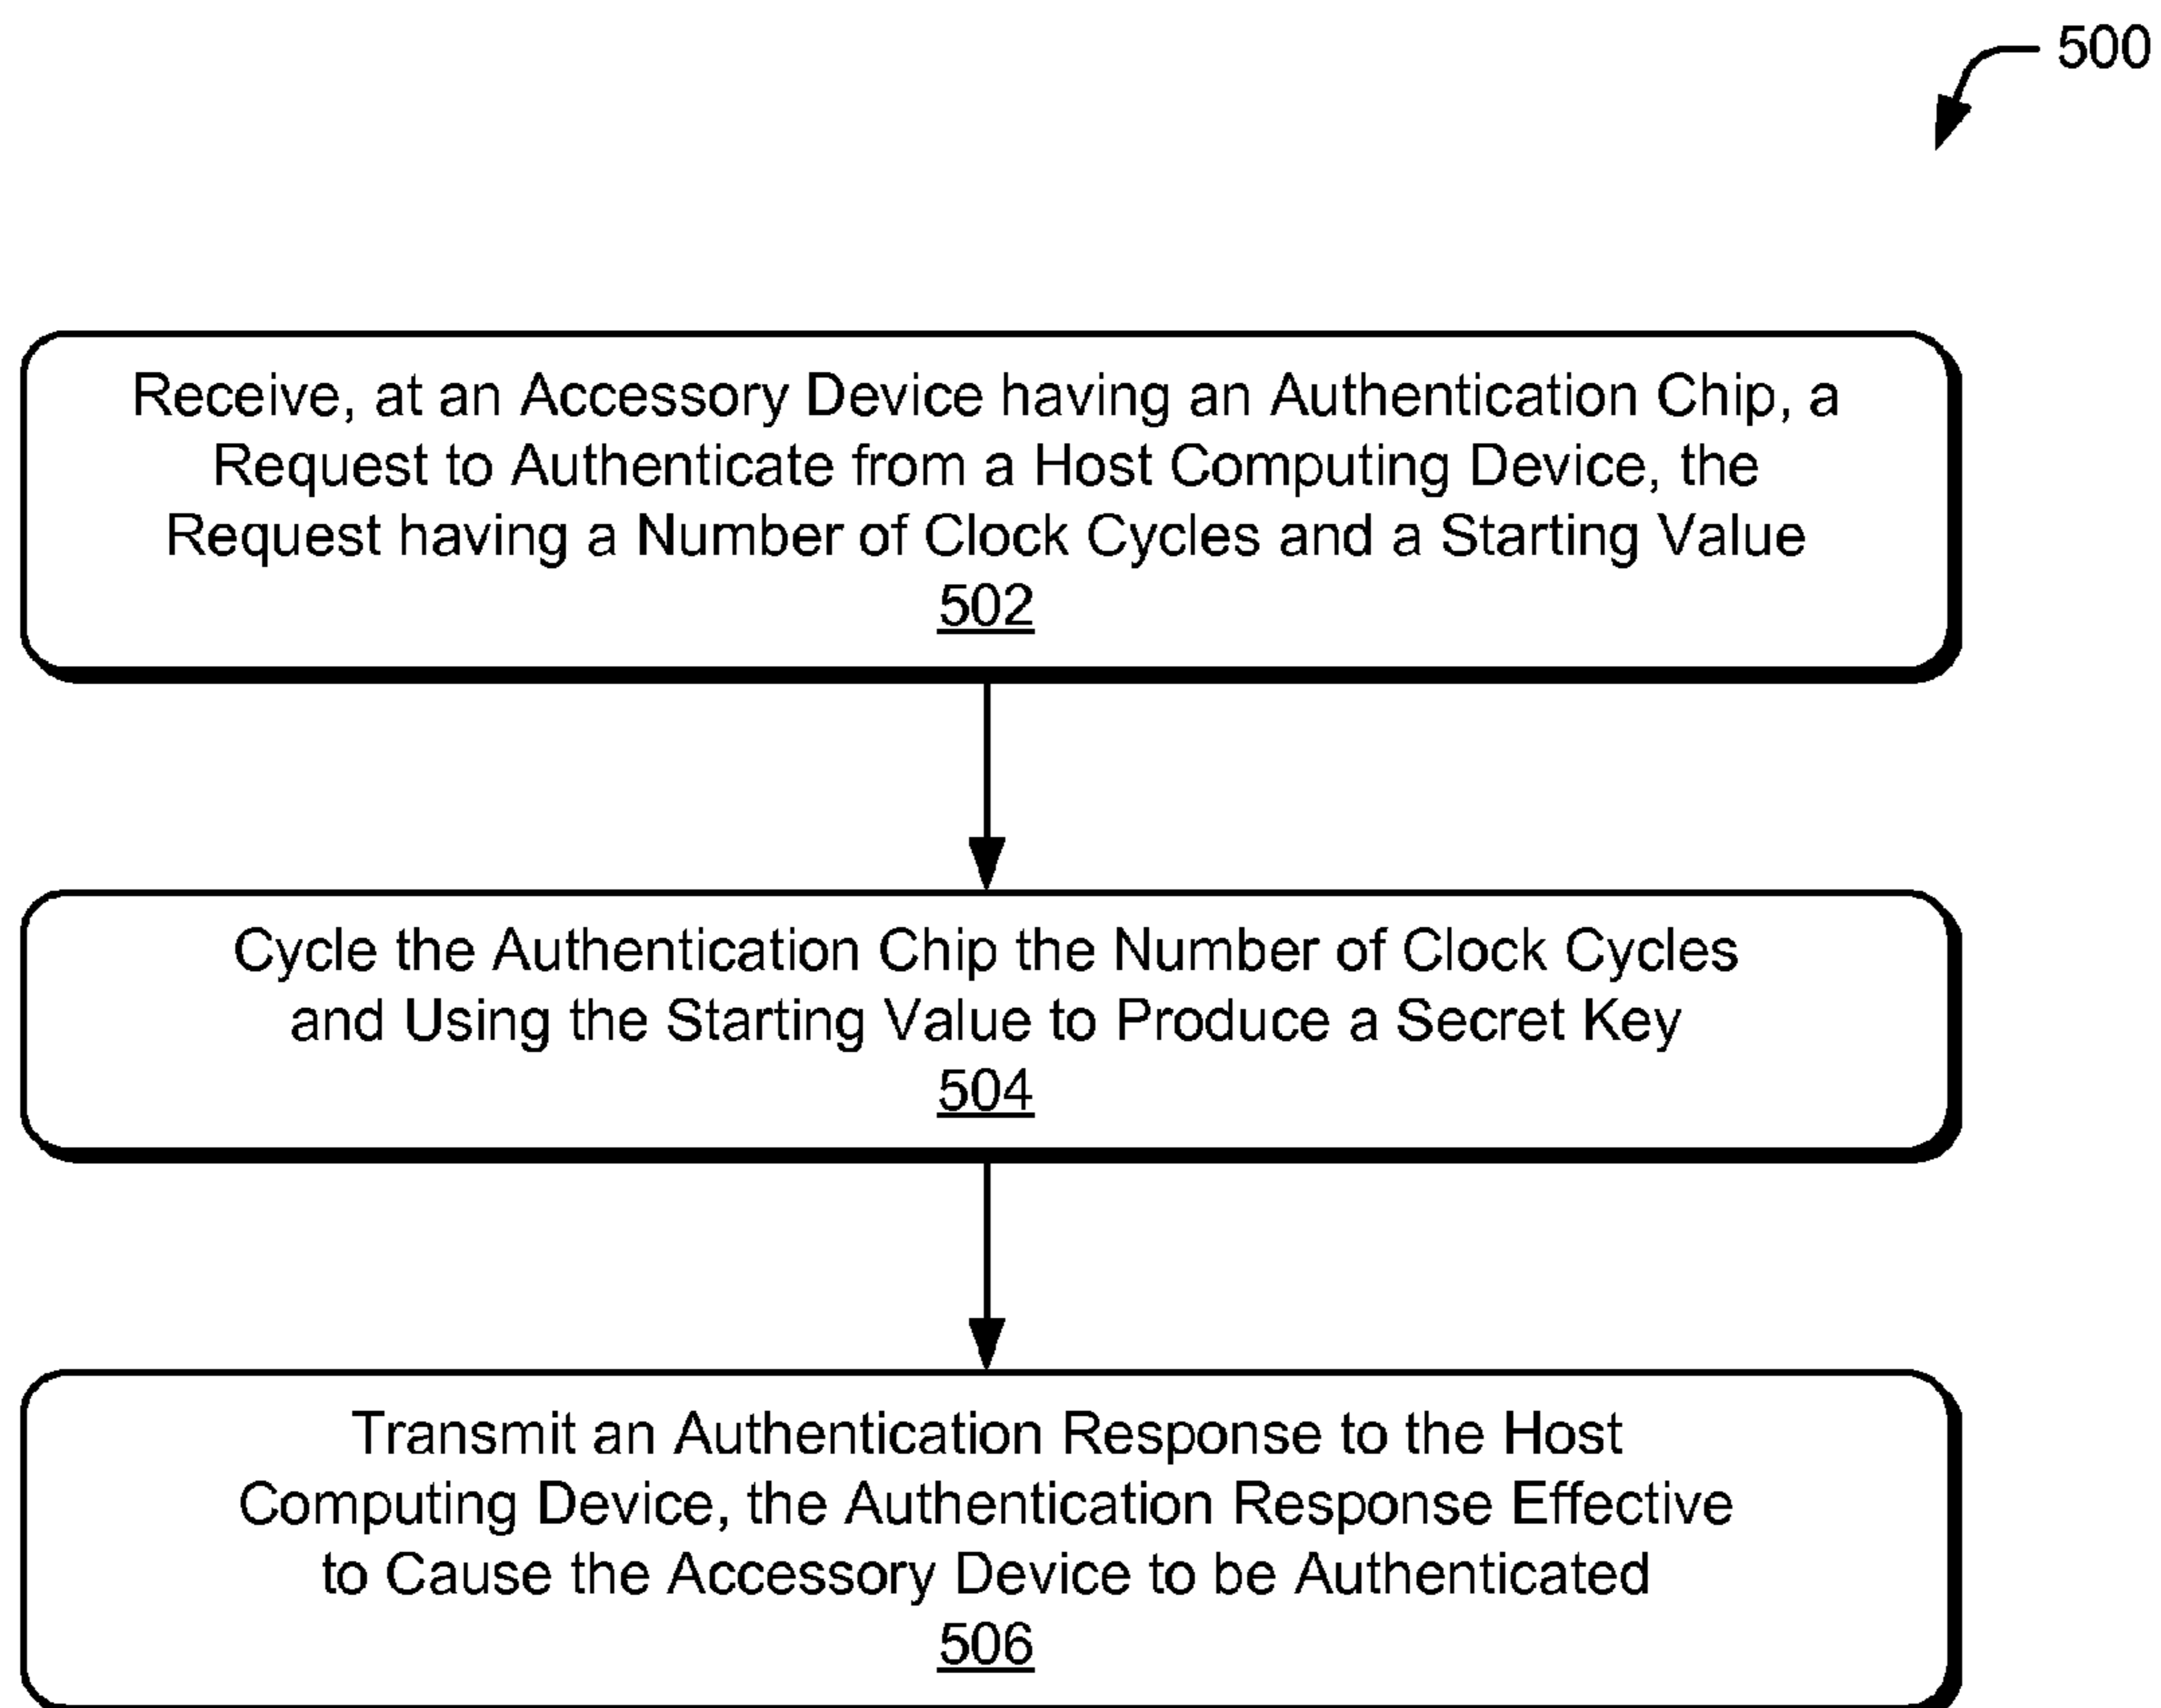 500
Receive, at an Accessory Device having an Authentication Chip, a
Request to Authenticate from a Host Computing Device, the
Request having a Number of Clock Cycles and a Starting Value
502
Cycle the Authentication Chip the Number of Clock Cycles
and Using the Starting Value to Produce a Secret Key
504
Transmit an Authentication Response to the Host
Computing Device, the Authentication Response Effective
to Cause the Accessory Device to be Authenticated
506